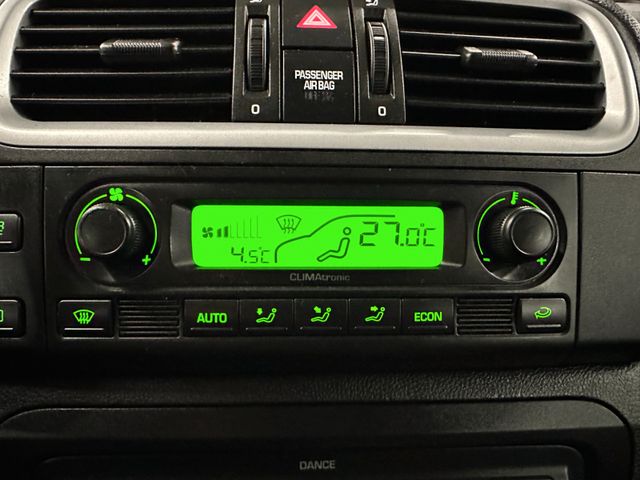 0
PASSENGER
AIR BAG
0
- +
4.5°C
27.0°C
- +
CLIMAtronic
AUTO
ECON
DANCE